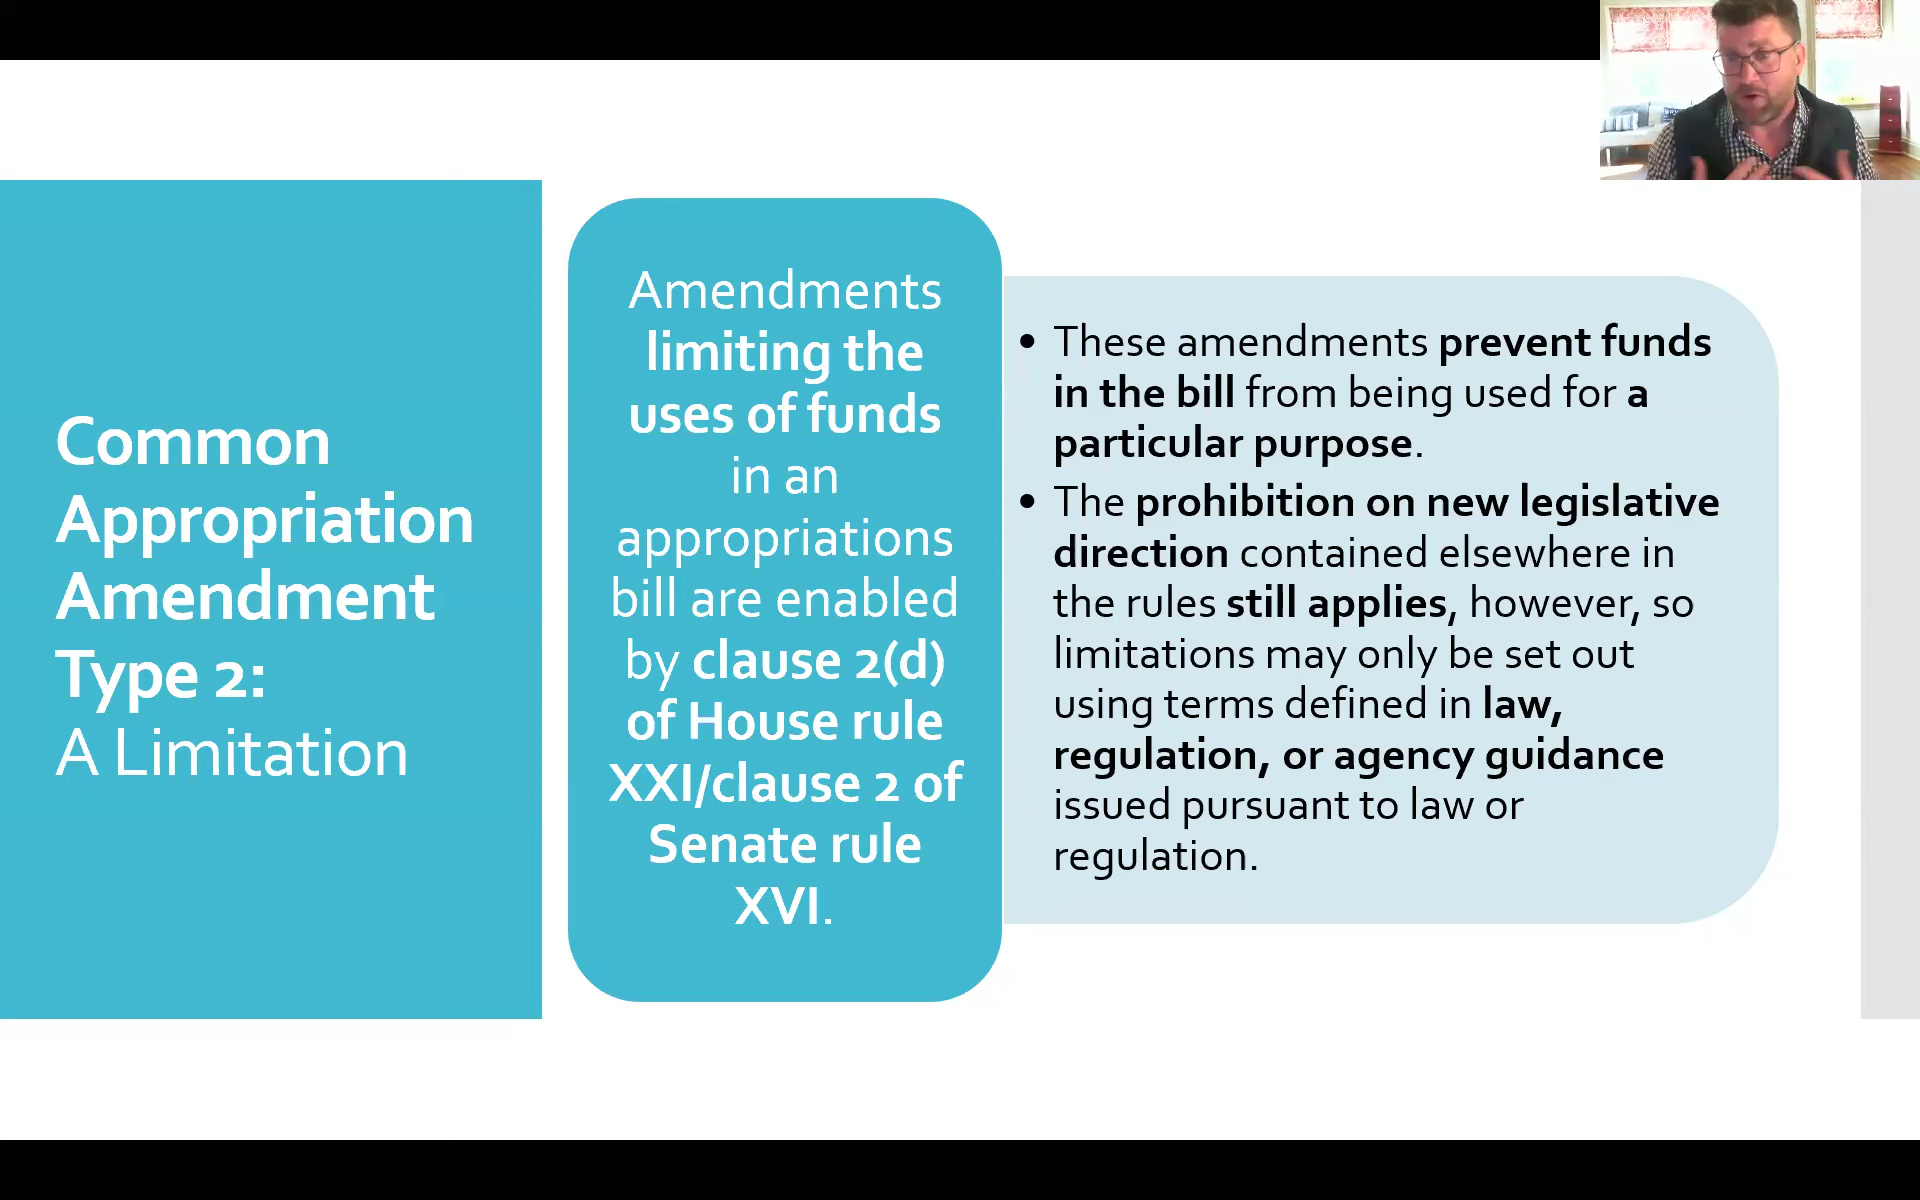 Common
Appropriation
Amendment
Type 2:
A Limitation
Amendments
limiting the
uses of funds
in an
appropriations
bill are enabled
by clause 2(d)
of House rule
XXI/clause 2 of
Senate rule
XVI.
• These amendments prevent funds
in the bill from being used for a
particular purpose.
• The prohibition on new legislative
direction contained elsewhere in
the rules still applies, however, so
limitations may only be set out
using terms defined in law,
regulation, or agency guidance
issued pursuant to law or
regulation.